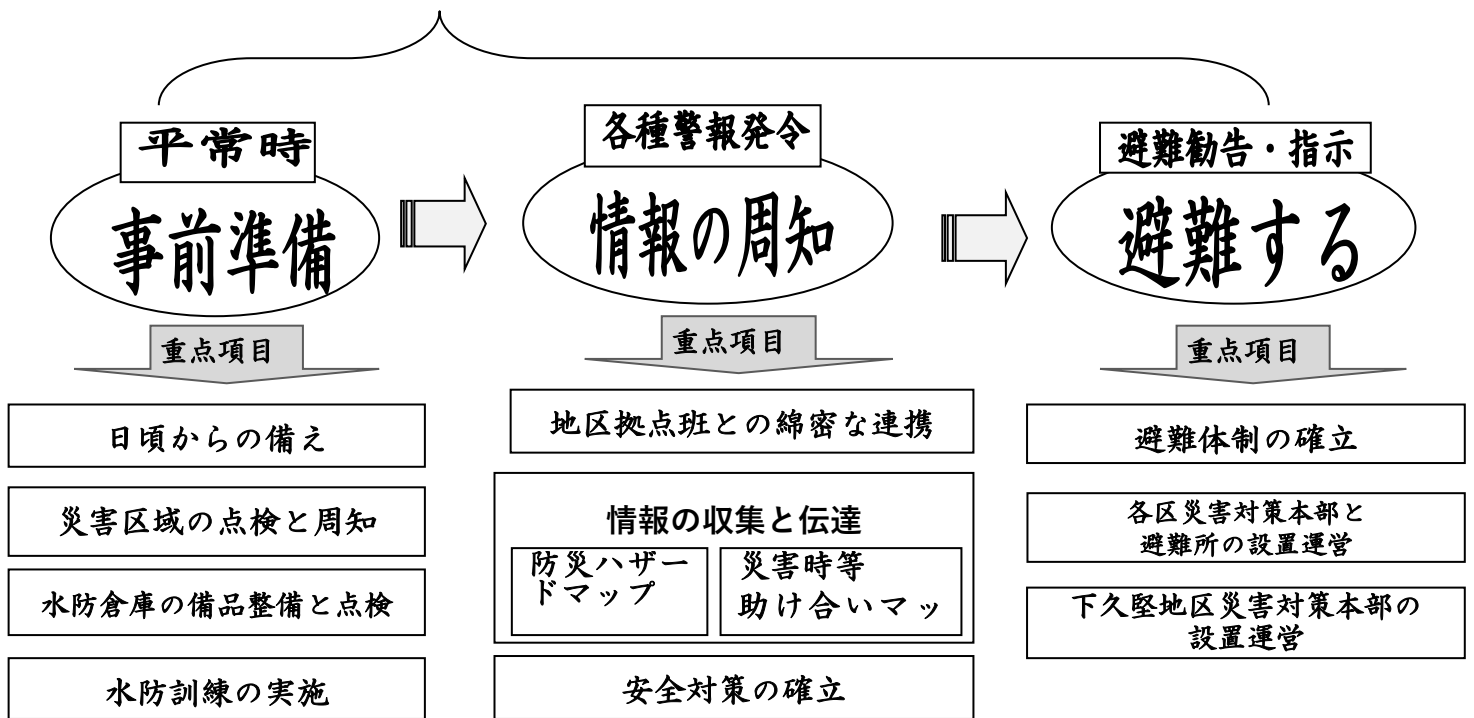 平常時
事前準備
重点項目
日頃からの備え
災害区域の点検と周知
水防倉庫の備品整備と点検
水防訓練の実施
各種警報発令
情報の周知
重点項目
地区拠点班との綿密な連携
情報の収集と伝達
防災ハザー
ドマップ
災害時等
助け合いマッ
安全対策の確立
避難勧告・指示
避難する
重点項目
避難体制の確立
各区災害対策本部と
避難所の設置運営
下久堅地区災害対策本部の
設置運営